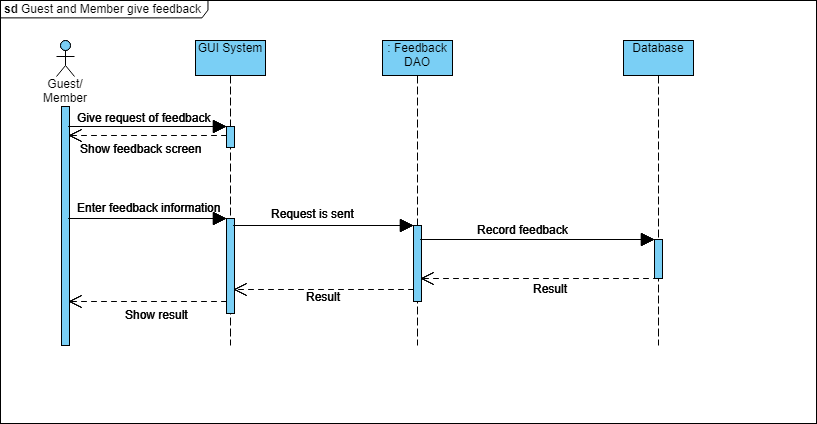 sd Guest and Member give feedback
GUI System
: Feedback
DAO
Database
Guest/
Member
Give request of feedback
Show feedback screen
Enter feedback information
Request is sent
Record feedback
Result
Result
Show result